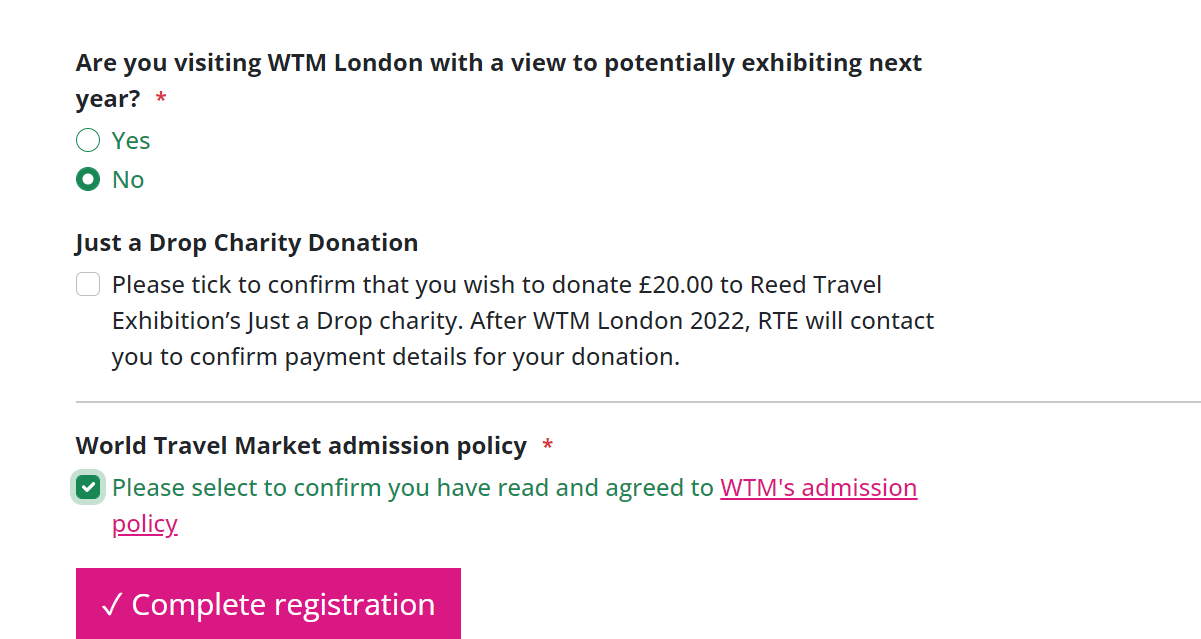 Are you visiting WTM London with a view to potentially exhibiting next
year? *
Yes
No
Just a Drop Charity Donation
Please tick to confirm that you wish to donate £20.00 to Reed Travel
Exhibition’s Just a Drop charity. After WTM London 2022, RTE will contact
you to confirm payment details for your donation.
World Travel Market admission policy *
Please select to confirm you have read and agreed to WTM's admission
policy
✓ Complete registration